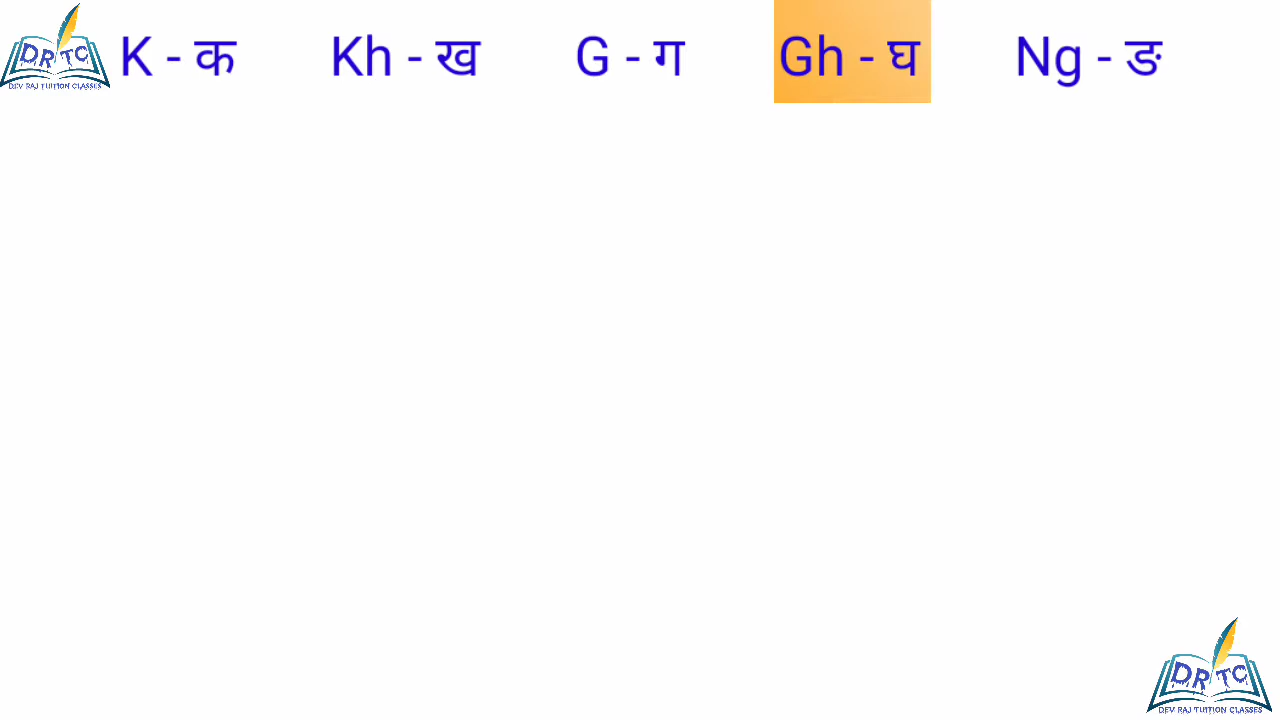 DRTC
DEV RAJ TUITION CLASSES
K - क Kh - ख G - ग Gh - घ Ng - ङ
DRTC
DEV RAJ TUITION CLASSES